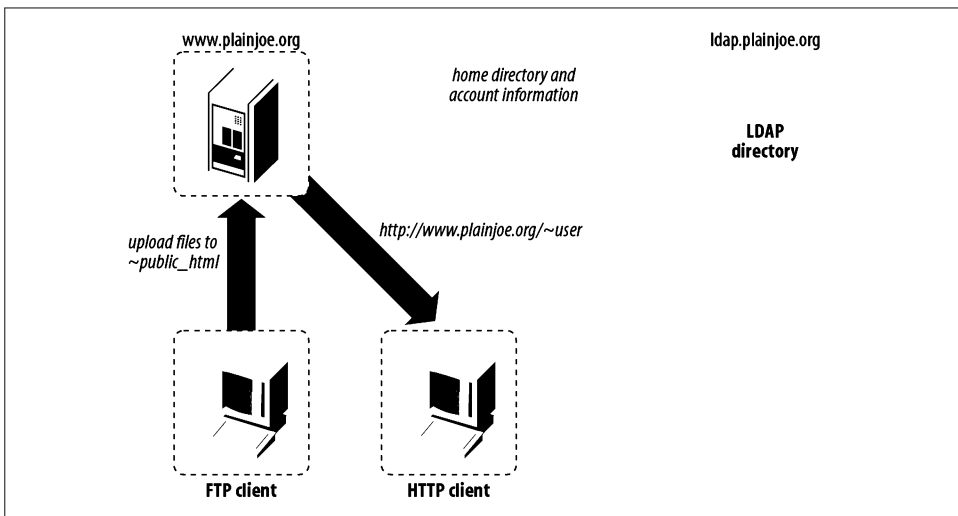 www.plainjoe.org
ldap.plainjoe.org
home directory and
account information
LDAP
directory
upload files to
~public_html
http://www.plainjoe.org/~user
FTP client
HTTP client